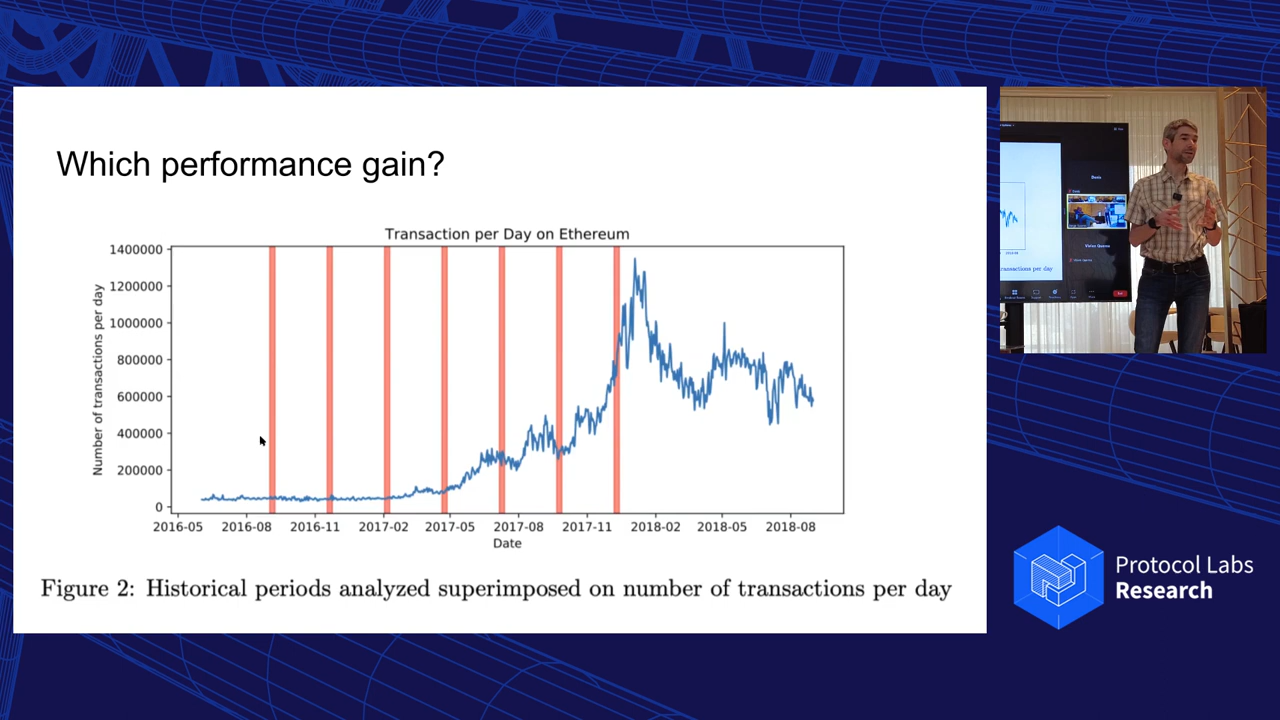 Which performance gain?
Transaction per Day on Ethereum
Number of transactions per day
1400000
1200000
1000000
800000
600000
400000
200000
0
2016-05 2016-08 2016-11 2017-02 2017-05 2017-08 2017-11 2018-02 2018-05 2018-08
Date
Figure 2: Historical periods analyzed superimposed on number of transactions per day
ransactions per day
Protocol Labs
Research